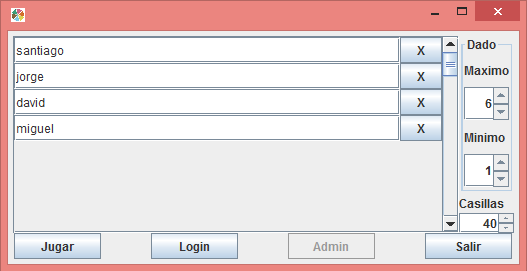 santiago X
jorge X
david X
miguel X
Dado
Maximo
6
Minimo
1
Casillas
40
Jugar Login Admin Salir